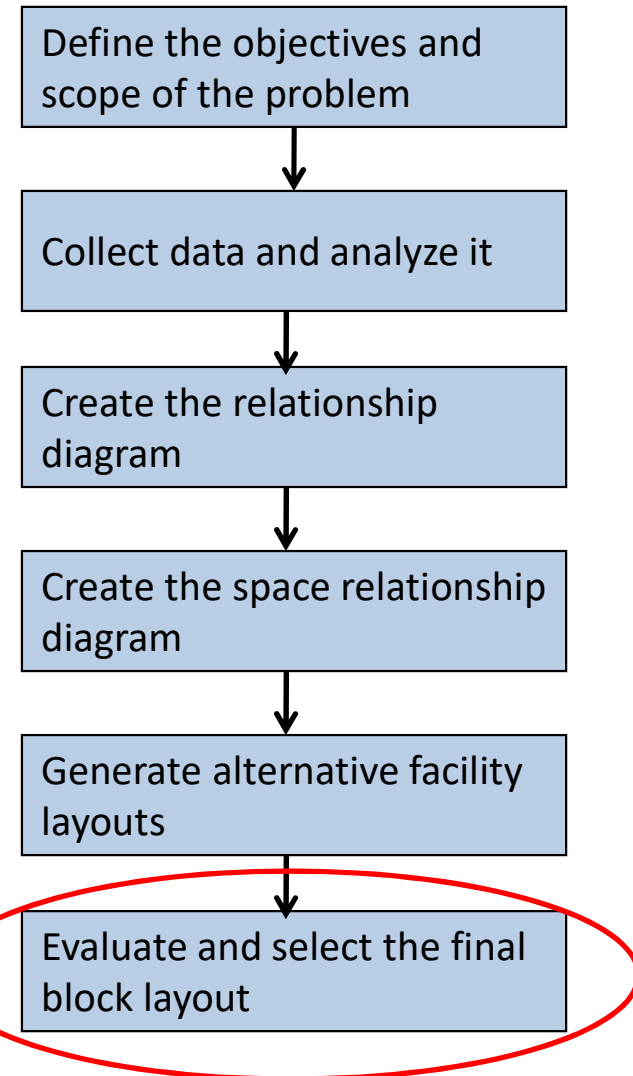 Define the objectives and
scope of the problem
Collect data and analyze it
Create the relationship
diagram
Create the space relationship
diagram
Generate alternative facility
layouts
Evaluate and select the final
block layout